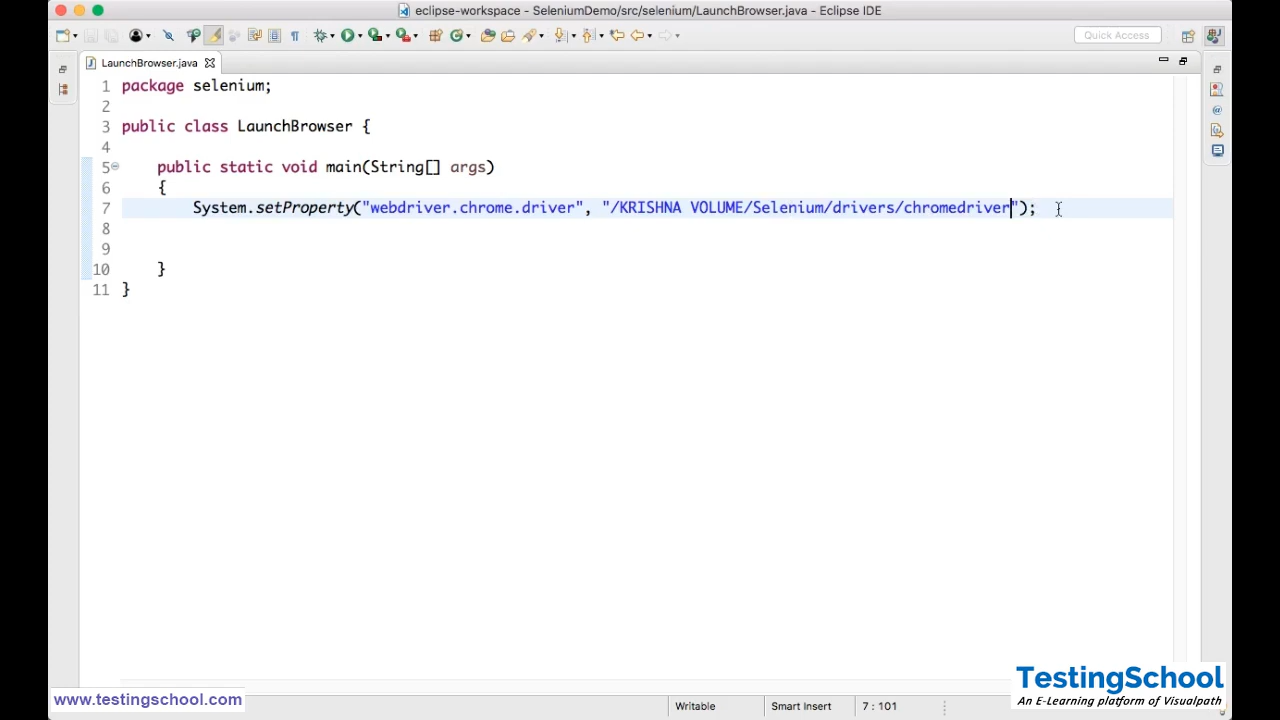 eclipse-workspace - SeleniumDemo/src/selenium/LaunchBrowser.java - Eclipse IDE
Quick Access
LaunchBrowser.java
1 package selenium;
2
3 public class LaunchBrowser {
4
5 public static void main(String[] args)
6 {
7 System.setProperty("webdriver.chrome.driver", "/KRISHNA VOLUME/Selenium/drivers/chromedriver");
8
9
10 }
11 }
TestingSchool
An E-Learning platform of Visualpath
www.testingschool.com
Writable
Smart Insert
7 : 101